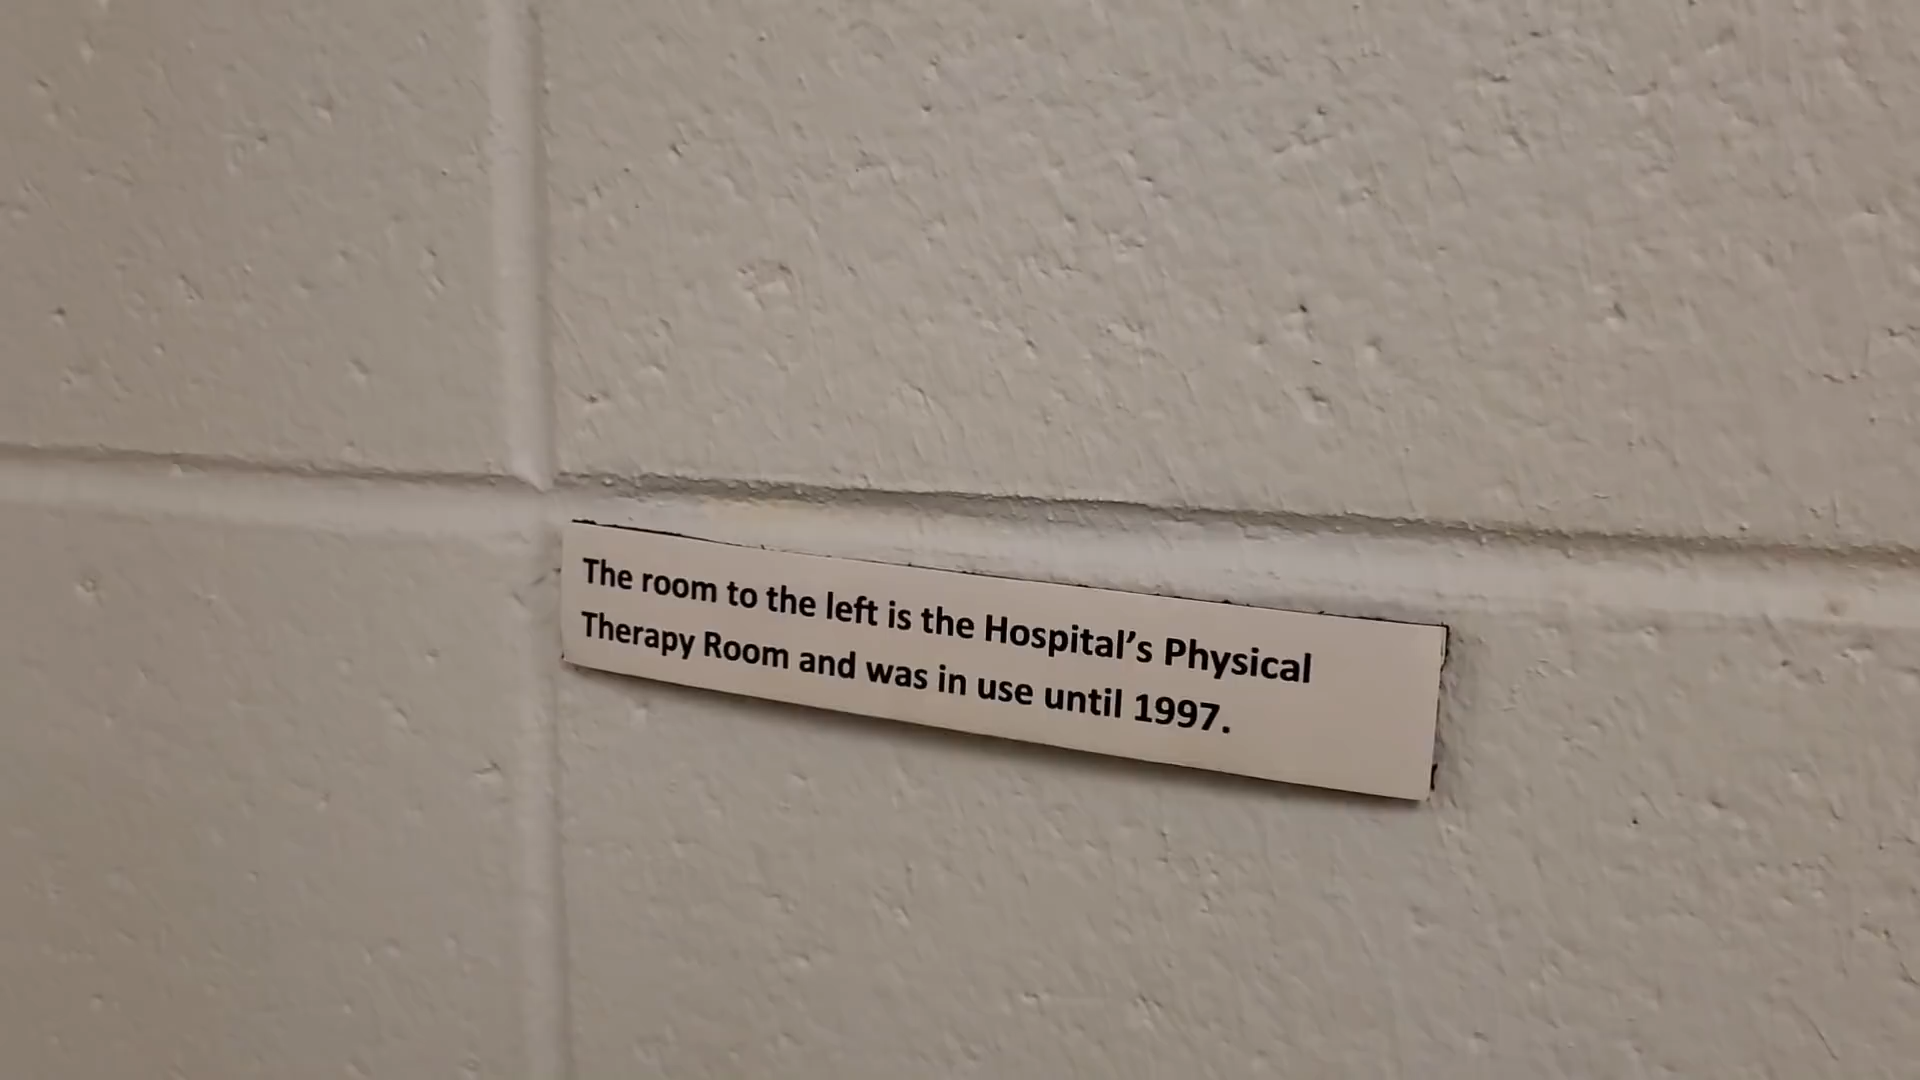 The room to the left is the Hospital’s Physical
Therapy Room and was in use until 1997.